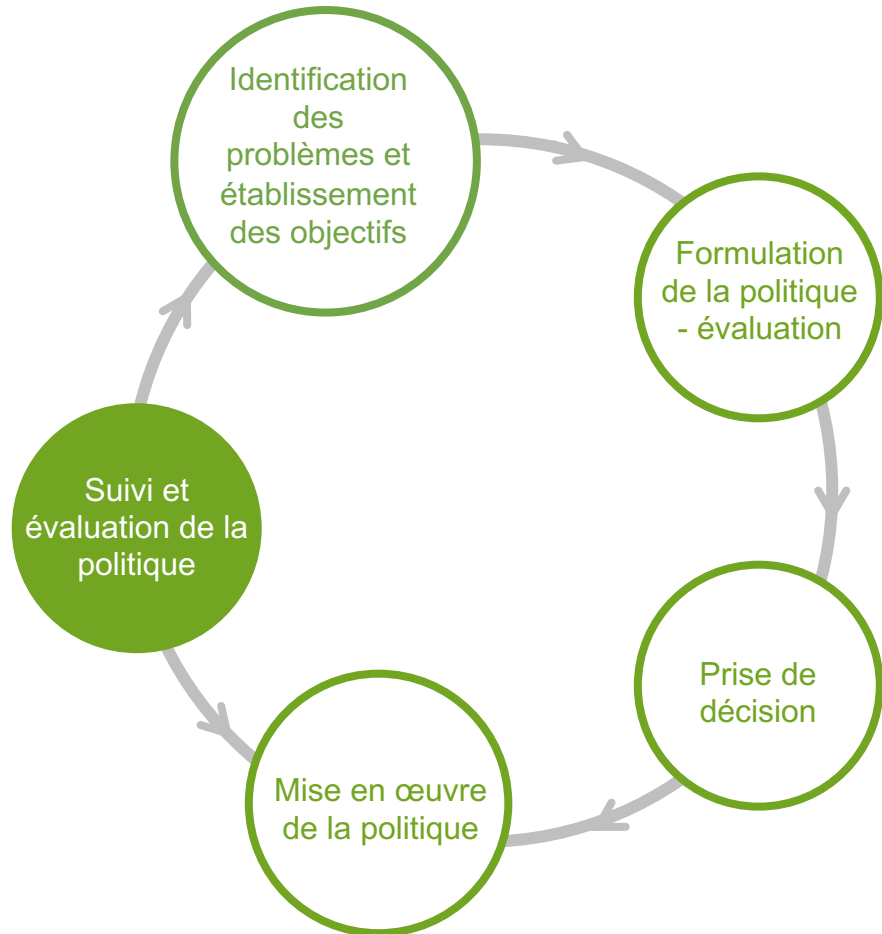 Identification
des
problèmes et
établissement
des objectifs
Formulation
de la politique
- évaluation
Prise de
décision
Mise en œuvre
de la politique
Suivi et
évaluation de la
politique